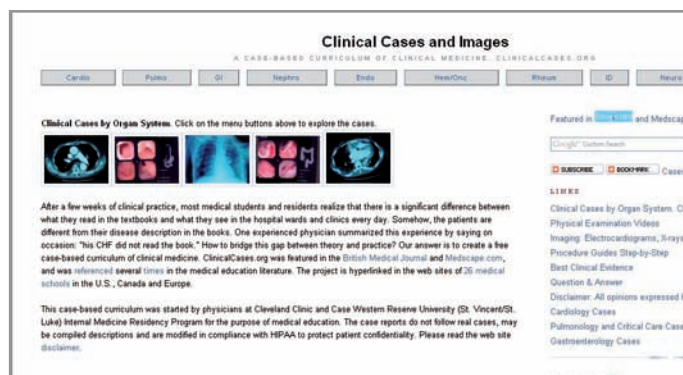 Clinical Cases and Images
A CASE-BASED CURRICULUM OF CLINICAL MEDICINE. CLINICALCASES.ORG
Cardio Pulmo GI Nephro Endo Hem/Onc Rheum ID Neuro
Clinical Cases by Organ System. Click on the menu buttons above to explore the cases.
After a few weeks of clinical practice, most medical students and residents realize that there is a significant difference between
what they read in the textbooks and what they see in the hospital wards and clinics every day. Somehow, the patients are
different from their disease description in the books. One experienced physician summarized this experience by saying on
occasion: "his CHF did not read the book." How to bridge this gap between theory and practice? Our answer is to create a free
case-based curriculum of clinical medicine. ClinicalCases.org was featured in the British Medical Journal and Medscape.com,
and was referenced several times in the medical education literature. The project is hyperlinked in the web sites of 26 medical
schools in the U.S., Canada and Europe.
This case-based curriculum was started by physicians at Cleveland Clinic and Case Western Reserve University (St. Vincent/St.
Luke) Internal Medicine Residency Program for the purpose of medical education. The case reports do not follow real cases, may
be compiled descriptions and are modified in compliance with HIPAA to protect patient confidentiality. Please read the web site
disclaimer.
Featured in and Medscap
Google Custom Search
SUBSCRIBE BOOKMARK Cases
LINKS
Clinical Cases by Organ System. C
Physical Examination Videos
Imaging: Electrocardiograms, X-rays
Procedure Guides Step-by-Step
Best Clinical Evidence
Question & Answer
Disclaimer: All opinions expressed
Cardiology Cases
Pulmonology and Critical Care Case
Gastroenterology Cases